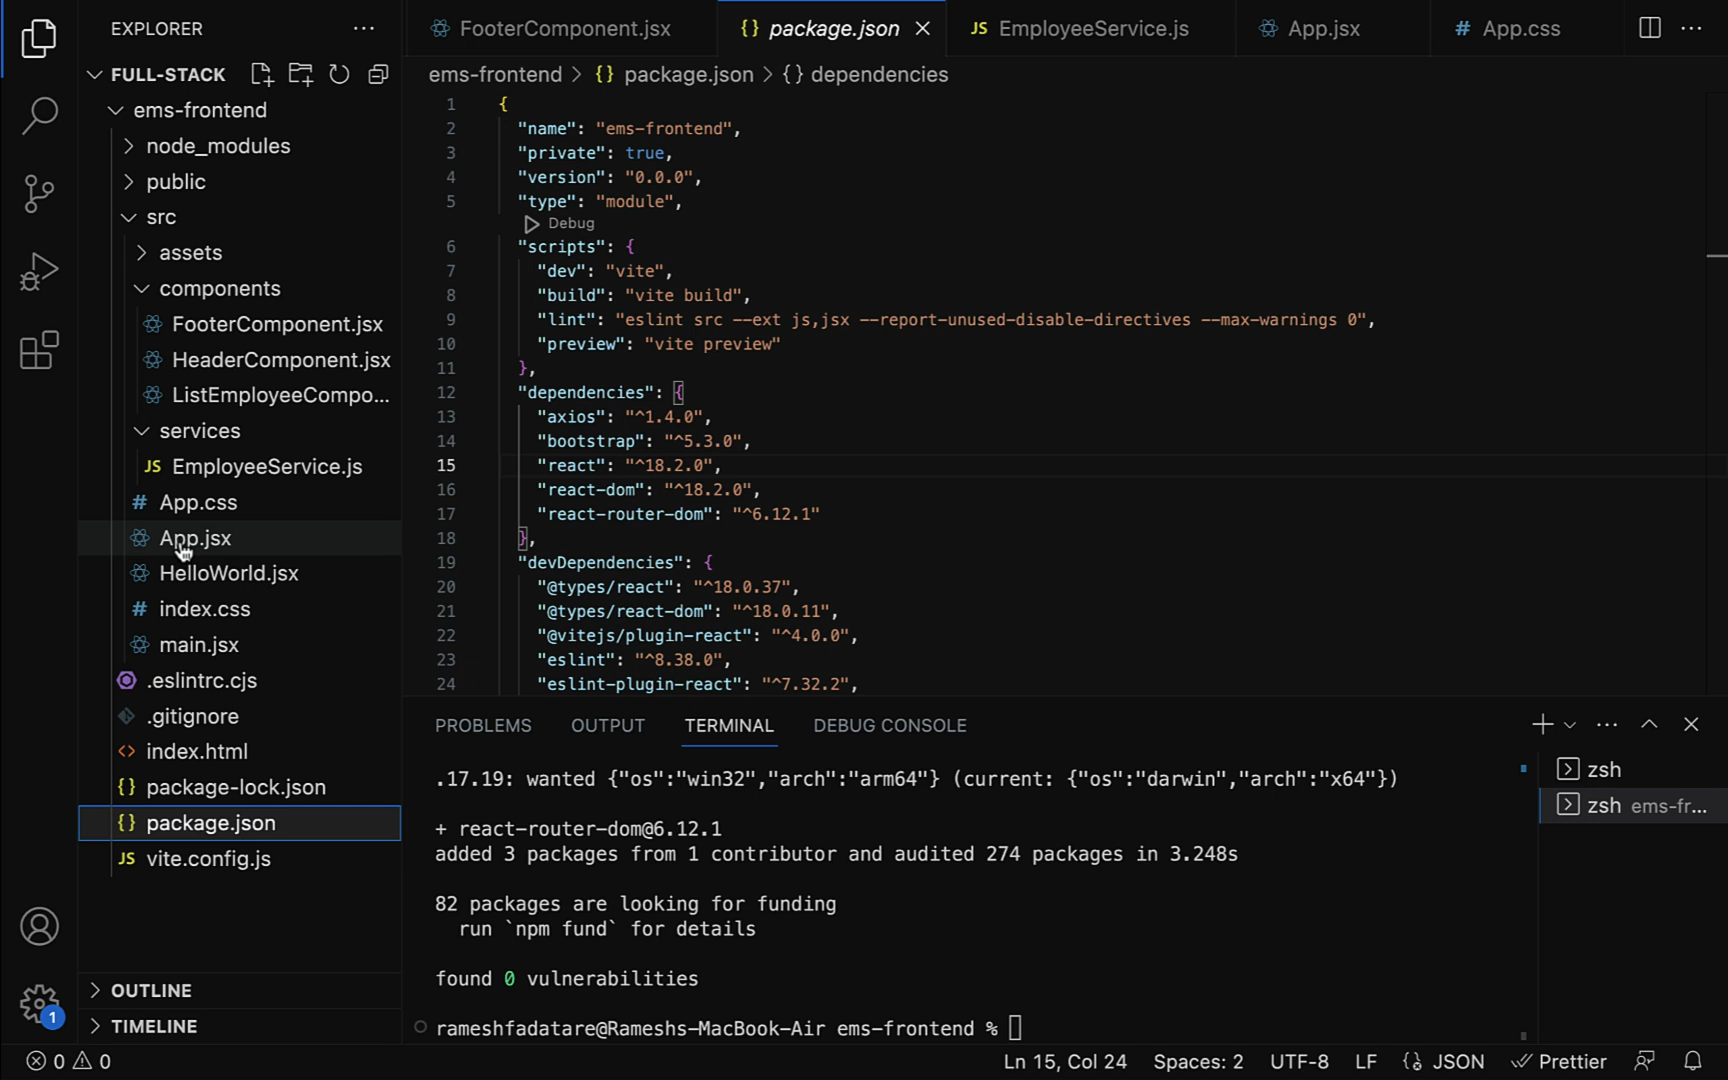 EXPLORER
FULL-STACK
ems-frontend
node_modules
public
src
assets
components
FooterComponent.jsx
HeaderComponent.jsx
ListEmployeeCompo...
services
JS EmployeeService.js
# App.css
App.jsx
HelloWorld.jsx
# index.css
main.jsx
.eslintrc.cjs
.gitignore
<> index.html
{} package-lock.json
{} package.json
JS vite.config.js
OUTLINE
TIMELINE
1
FooterComponent.jsx
{} package.json
JS EmployeeService.js
App.jsx
# App.css
ems-frontend > {} package.json > {} dependencies
1 {
2 "name": "ems-frontend",
3 "private": true,
4 "version": "0.0.0",
5 "type": "module",
Debug
6 "scripts": {
7 "dev": "vite",
8 "build": "vite build",
9 "lint": "eslint src --ext js,jsx --report-unused-disable-directives --max-warnings 0",
10 "preview": "vite preview"
11 },
12 "dependencies": {
13 "axios": "^1.4.0",
14 "bootstrap": "^5.3.0",
15 "react": "^18.2.0",
16 "react-dom": "^18.2.0",
17 "react-router-dom": "^6.12.1"
18 },
19 "devDependencies": {
20 "@types/react": "^18.0.37",
21 "@types/react-dom": "^18.0.11",
22 "@vitejs/plugin-react": "^4.0.0",
23 "eslint": "^8.38.0",
24 "eslint-plugin-react": "^7.32.2",
PROBLEMS OUTPUT TERMINAL DEBUG CONSOLE
.17.19: wanted {"os":"win32","arch":"arm64"} (current: {"os":"darwin","arch":"x64"})
+ react-router-dom@6.12.1
added 3 packages from 1 contributor and audited 274 packages in 3.248s
82 packages are looking for funding
run `npm fund` for details
found 0 vulnerabilities
rameshfadatare@Rameshs-MacBook-Air ems-frontend %
zsh
zsh ems-fr...
0 0
Ln 15, Col 24 Spaces: 2 UTF-8 LF {} JSON Prettier